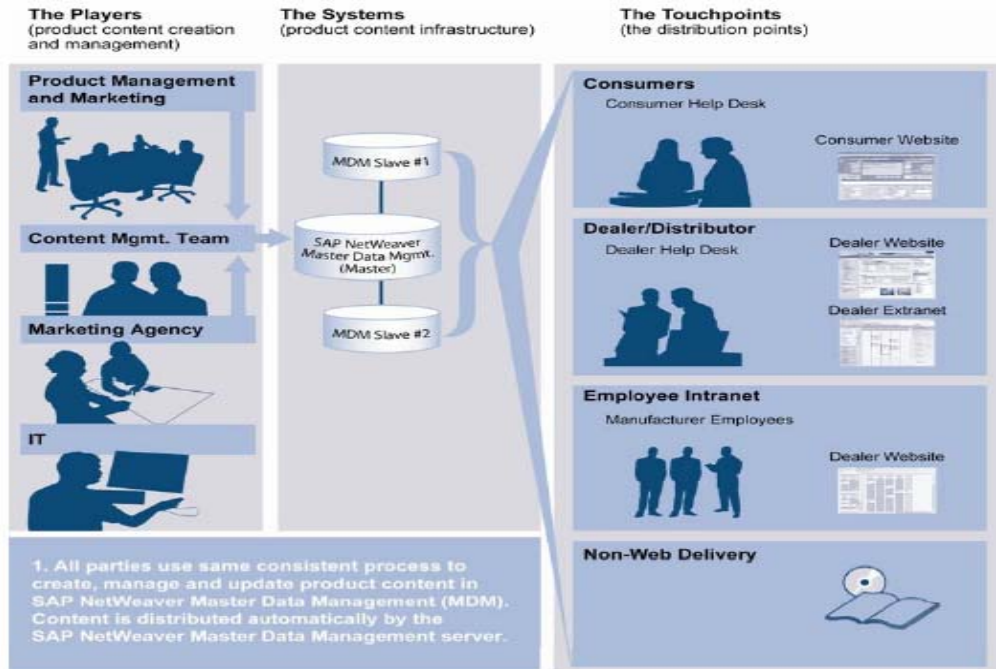 The Players
(product content creation
and management)
The Systems
(product content infrastructure)
The Touchpoints
(the distribution points)
Product Management
and Marketing
Content Mgmt. Team
Marketing Agency
IT
MDM Slave #1
SAP NetWeaver
Master Data Mgmt.
(Master)
MDM Slave #2
Consumers
Consumer Help Desk
Consumer Website
Dealer/Distributor
Dealer Help Desk
Dealer Website
Dealer Extranet
Employee Intranet
Manufacturer Employees
Dealer Website
Non-Web Delivery
1. All parties use same consistent process to
create, manage and update product content in
SAP NetWeaver Master Data Management (MDM).
Content is distributed automatically by the
SAP NetWeaver Master Data Management server.